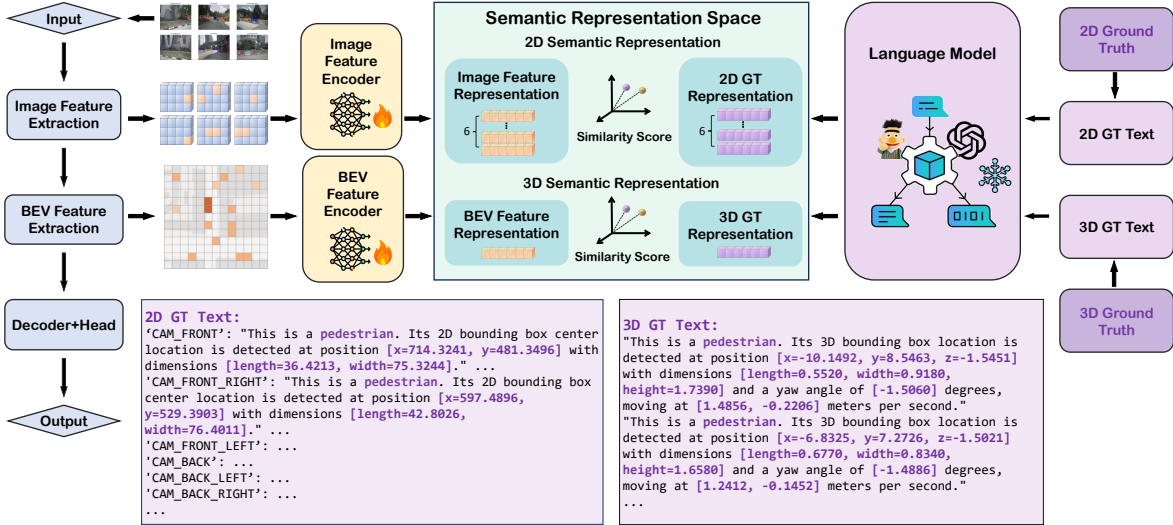 Input
Image Feature
Extraction
BEV Feature
Extraction
Decoder+Head
Output
Image
Feature
Encoder
BEV
Feature
Encoder
Semantic Representation Space
2D Semantic Representation
Image Feature
Representation
6
Similarity Score
2D GT
Representation
6
3D Semantic Representation
BEV Feature
Representation
Similarity Score
3D GT
Representation
Language Model
2D Ground
Truth
2D GT Text
3D GT Text
3D Ground
Truth
2D GT Text:
‘CAM_FRONT’: "This is a pedestrian. Its 2D bounding box center
location is detected at position [x=714.3241, y=481.3496] with
dimensions [length=36.4213, width=75.3244]." ...
'CAM_FRONT_RIGHT’: "This is a pedestrian. Its 2D bounding box
center location is detected at position [x=597.4896,
y=529.3903] with dimensions [length=42.8026,
width=76.4011]." ...
'CAM_FRONT_LEFT’: ...
'CAM_BACK’: ...
'CAM_BACK_LEFT’: ...
'CAM_BACK_RIGHT’: ...
...
3D GT Text:
"This is a pedestrian. Its 3D bounding box location is
detected at position [x=-10.1492, y=8.5463, z=-1.5451]
with dimensions [length=0.5520, width=0.9180,
height=1.7390] and a yaw angle of [-1.5060] degrees,
moving at [1.4856, -0.2206] meters per second."
"This is a pedestrian. Its 3D bounding box location is
detected at position [x=-6.8325, y=7.2726, z=-1.5021]
with dimensions [length=0.6770, width=0.8340,
height=1.6580] and a yaw angle of [-1.4886] degrees,
moving at [1.2412, -0.1452] meters per second."
...